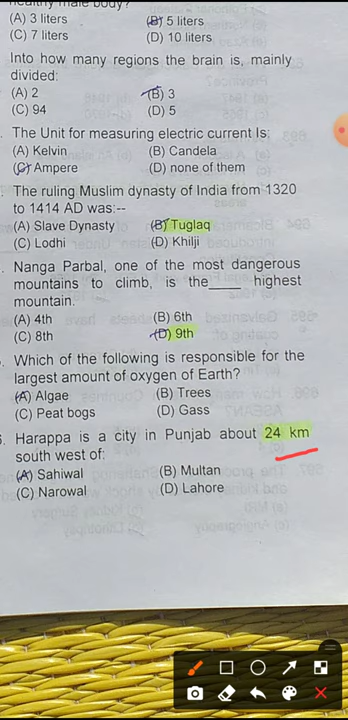 healthy male body?
(A) 3 liters (B) 5 liters
(C) 7 liters (D) 10 liters
Into how many regions the brain is, mainly
divided:
(A) 2 (B) 3
(C) 94 (D) 5
The Unit for measuring electric current Is:
(A) Kelvin (B) Candela
(C) Ampere (D) none of them
The ruling Muslim dynasty of India from 1320
to 1414 AD was:--
(A) Slave Dynasty (B) Tuglaq
(C) Lodhi (D) Khilji
Nanga Parbal, one of the most dangerous
mountains to climb, is the____ highest
mountain.
(A) 4th (B) 6th
(C) 8th (D) 9th
Which of the following is responsible for the
largest amount of oxygen of Earth?
(A) Algae (B) Trees
(C) Peat bogs (D) Gass
Harappa is a city in Punjab about 24 km
south west of:
(A) Sahiwal (B) Multan
(C) Narowal (D) Lahore